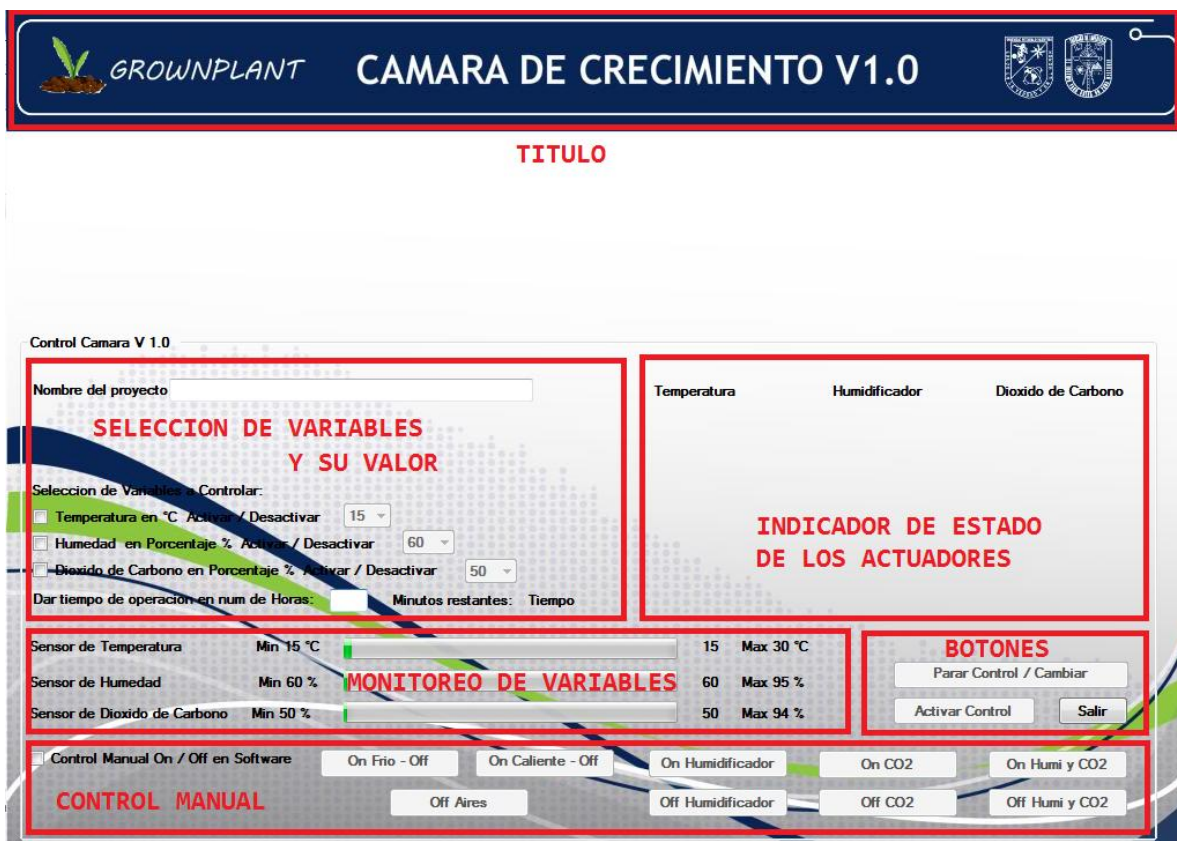 GROWNPLANT
CAMARA DE CRECIMIENTO V1.0
TITULO
Control Camara V 1.0
Nombre del proyecto
SELECCION DE VARIABLES
Y SU VALOR
Seleccion de Variables a Controlar:
Temperatura en °C Activar / Desactivar 15
Humedad en Porcentaje % Activar / Desactivar 60
Dioxido de Carbono en Porcentaje % Activar / Desactivar 50
Dar tiempo de operación en num de Horas: Minutos restantes: Tiempo
Temperatura Humidificador Dioxido de Carbono
INDICADOR DE ESTADO
DE LOS ACTUADORES
Sensor de Temperatura Min 15 °C 15 Max 30 °C
Sensor de Humedad Min 60 % 60 Max 95 %
MONITOREO DE VARIABLES
Sensor de Dioxido de Carbono Min 50 % 50 Max 94 %
BOTONES
Parar Control / Cambiar
Activar Control Salir
Control Manual On / Off en Software On Frio - Off On Caliente - Off On Humidificador On CO2 On Humi y CO2
CONTROL MANUAL
Off Aires Off Humidificador Off CO2 Off Humi y CO2